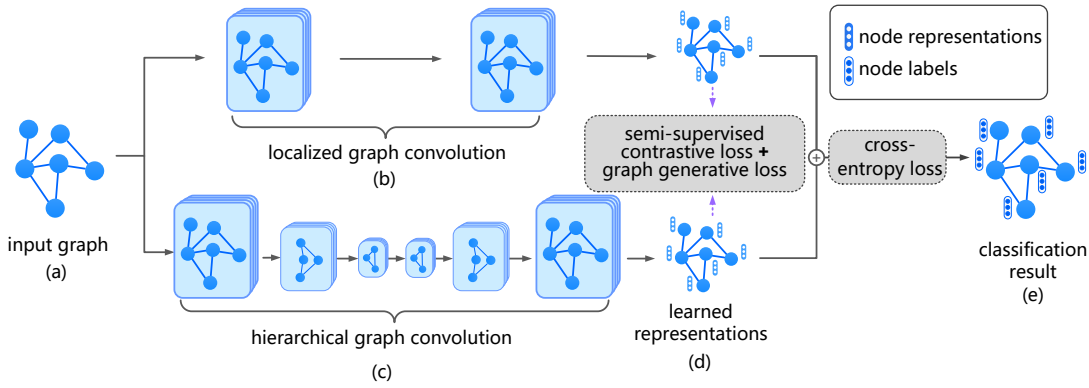 node representations
node labels
localized graph convolution
(b)
semi-supervised
contrastive loss +
graph generative loss
cross-
entropy loss
input graph
(a)
classification
result
(e)
hierarchical graph convolution
(c)
learned
representations
(d)